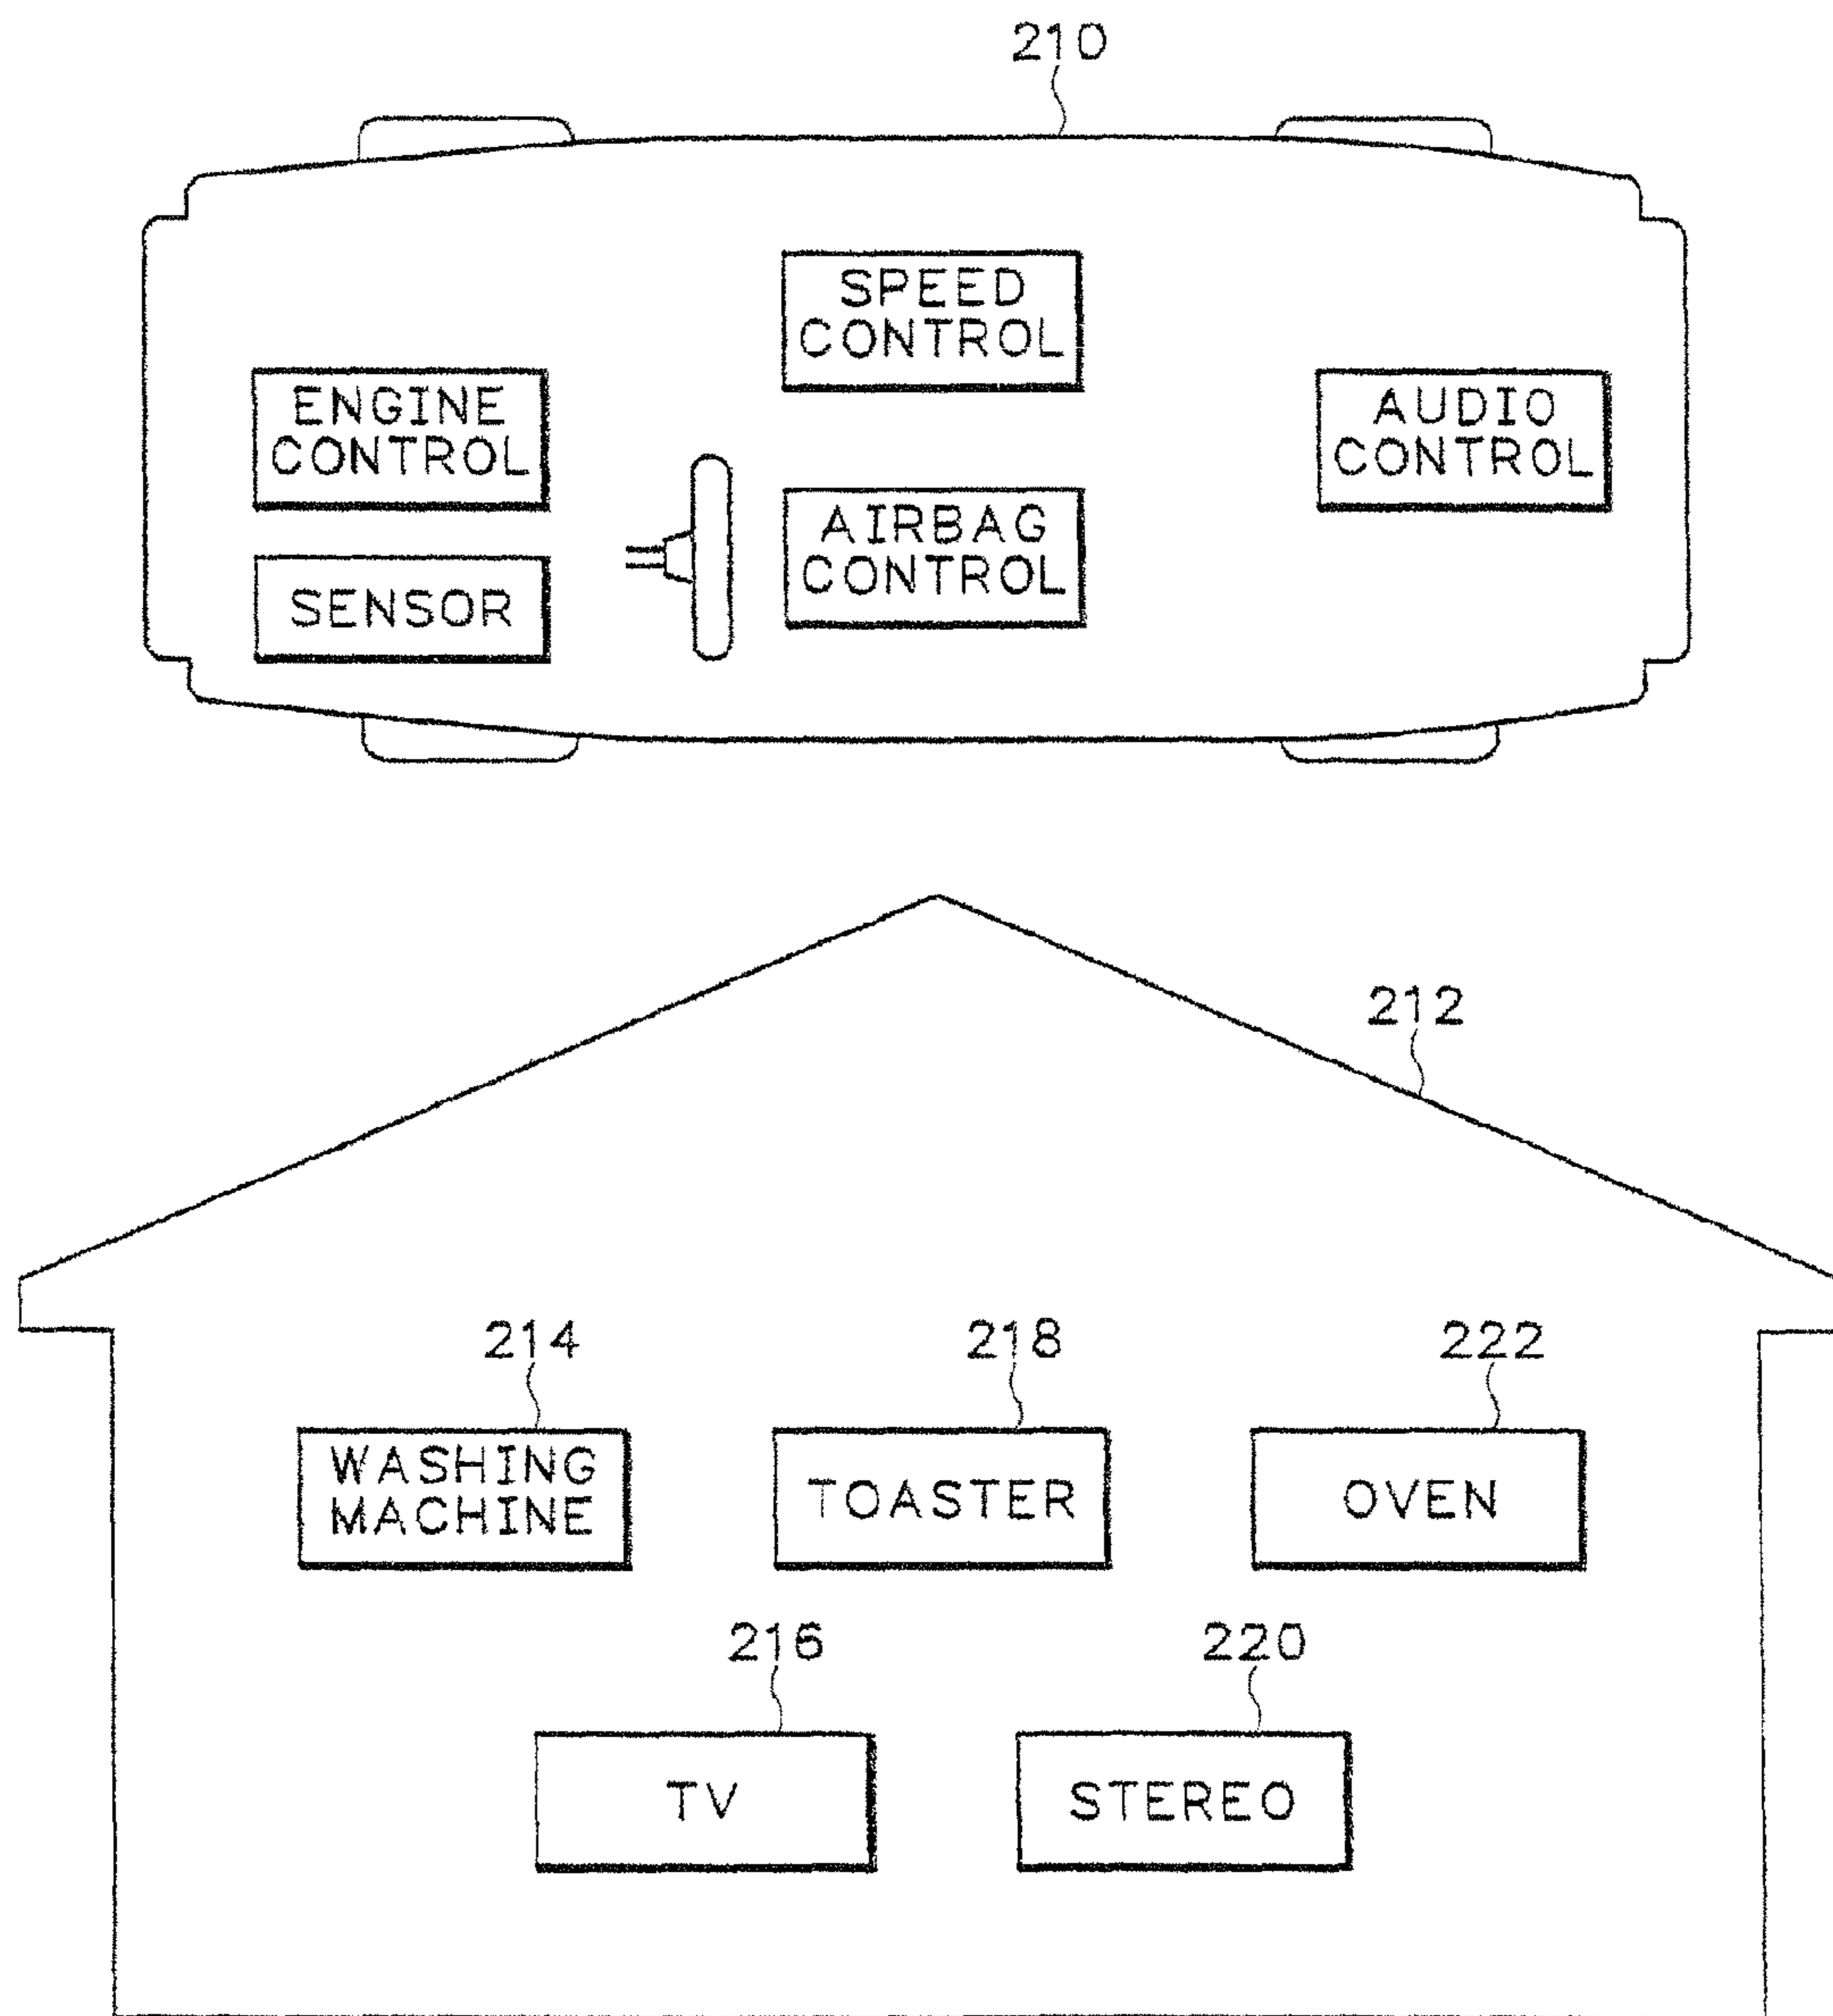 210
SPEED
CONTROL
ENGINE
CONTROL
AUDIO
CONTROL
AIRBAG
CONTROL
SENSOR
212
214
218
222
WASHING
MACHINE
TOASTER
OVEN
216
220
TV
STEREO